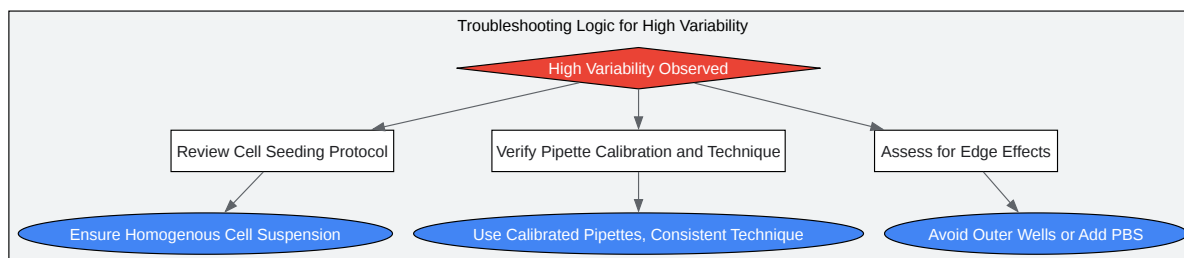 Troubleshooting Logic for High Variability
High Variability Observed
Review Cell Seeding Protocol
Verify Pipette Calibration and Technique
Assess for Edge Effects
Ensure Homogenous Cell Suspension
Use Calibrated Pipettes, Consistent Technique
Avoid Outer Wells or Add PBS